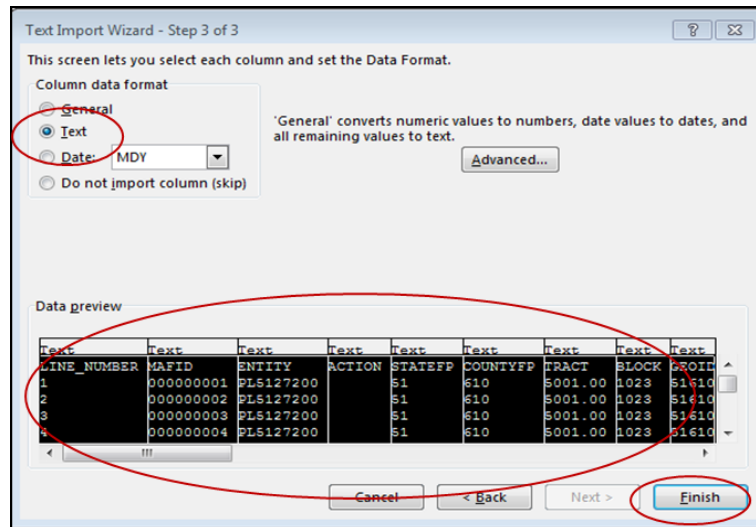 Text Import Wizard - Step 3 of 3
This screen lets you select each column and set the Data Format.
Column data format
General
Text
Date: MDY
Do not import column (skip)
'General' converts numeric values to numbers, date values to dates, and
all remaining values to text.
Advanced...
Data preview
Text Text Text Text Text Text Text Text Text
LINE_NUMBER MAFID ENTITY ACTION STATEFP COUNTYFP TRACT BLOCK GEOID
1 000000001 PL5127200 51 610 5001.00 1023 51610
2 000000002 PL5127200 51 610 5001.00 1023 51610
3 000000003 PL5127200 51 610 5001.00 1023 51610
4 000000004 PL5127200 51 610 5001.00 1023 51610
Cancel < Back Next > Finish